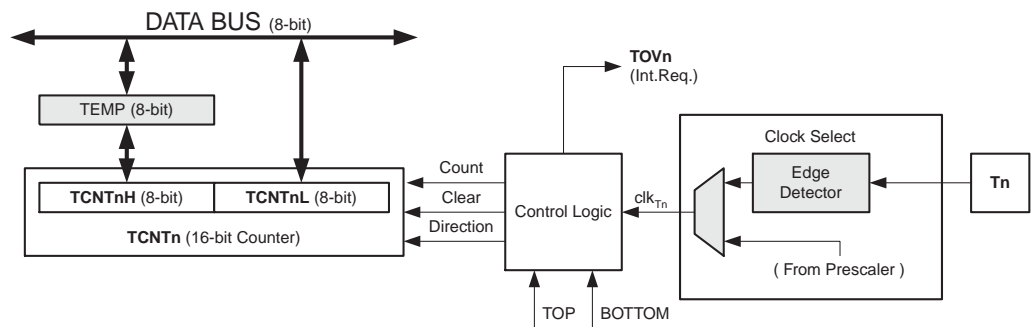 DATA BUS (8-bit)
TOVn
(Int.Req.)
TEMP (8-bit)
Clock Select
Count
Edge
Detector
Tn
TCNTnH (8-bit) TCNTnL (8-bit)
Clear
Control Logic
clkTn
TCNTn (16-bit Counter)
Direction
( From Prescaler )
TOP
BOTTOM